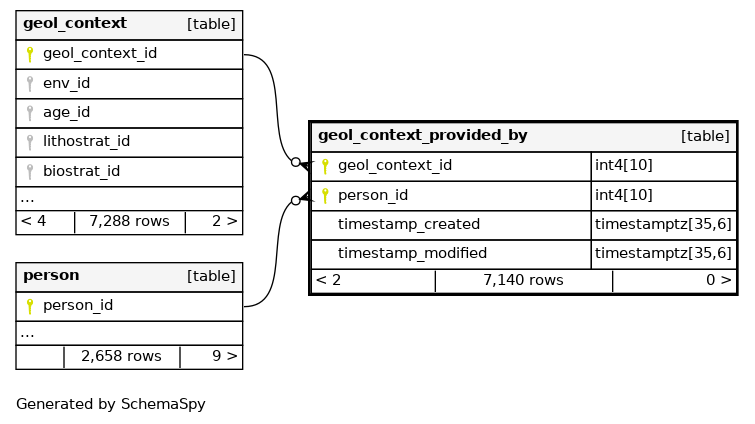 geol_context [table]
geol_context_id
env_id
age_id
lithostrat_id
biostrat_id
...
< 4 7,288 rows 2 >
geol_context_provided_by [table]
geol_context_id int4[10]
person_id int4[10]
timestamp_created timestamptz[35,6]
timestamp_modified timestamptz[35,6]
< 2 7,140 rows 0 >
person [table]
person_id
...
2,658 rows 9 >
Generated by SchemaSpy